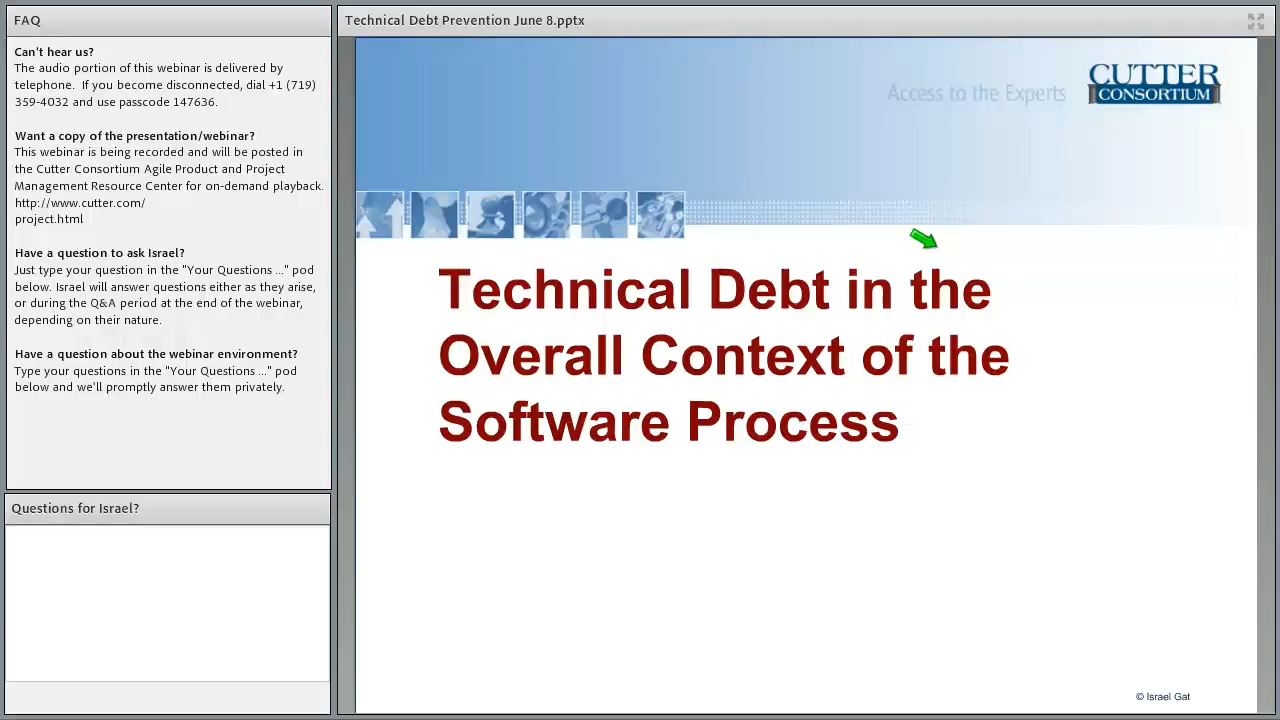 FAQ
Can't hear us?
The audio portion of this webinar is delivered by
telephone.  If you become disconnected, dial +1 (719)
359-4032 and use passcode 147636.
Want a copy of the presentation/webinar?
This webinar is being recorded and will be posted in
the Cutter Consortium Agile Product and Project
Management Resource Center for on-demand playback.
http://www.cutter.com/
project.html
Have a question to ask Israel?
Just type your question in the "Your Questions ..." pod
below. Israel will answer questions either as they arise,
or during the Q&A period at the end of the webinar,
depending on their nature.
Have a question about the webinar environment?
Type your questions in the "Your Questions ..." pod
below and we'll promptly answer them privately.
Questions for Israel?
Technical Debt Prevention June 8.pptx
Access to the Experts
CUTTER
CONSORTIUM
Technical Debt in the
Overall Context of the
Software Process
© Israel Gat